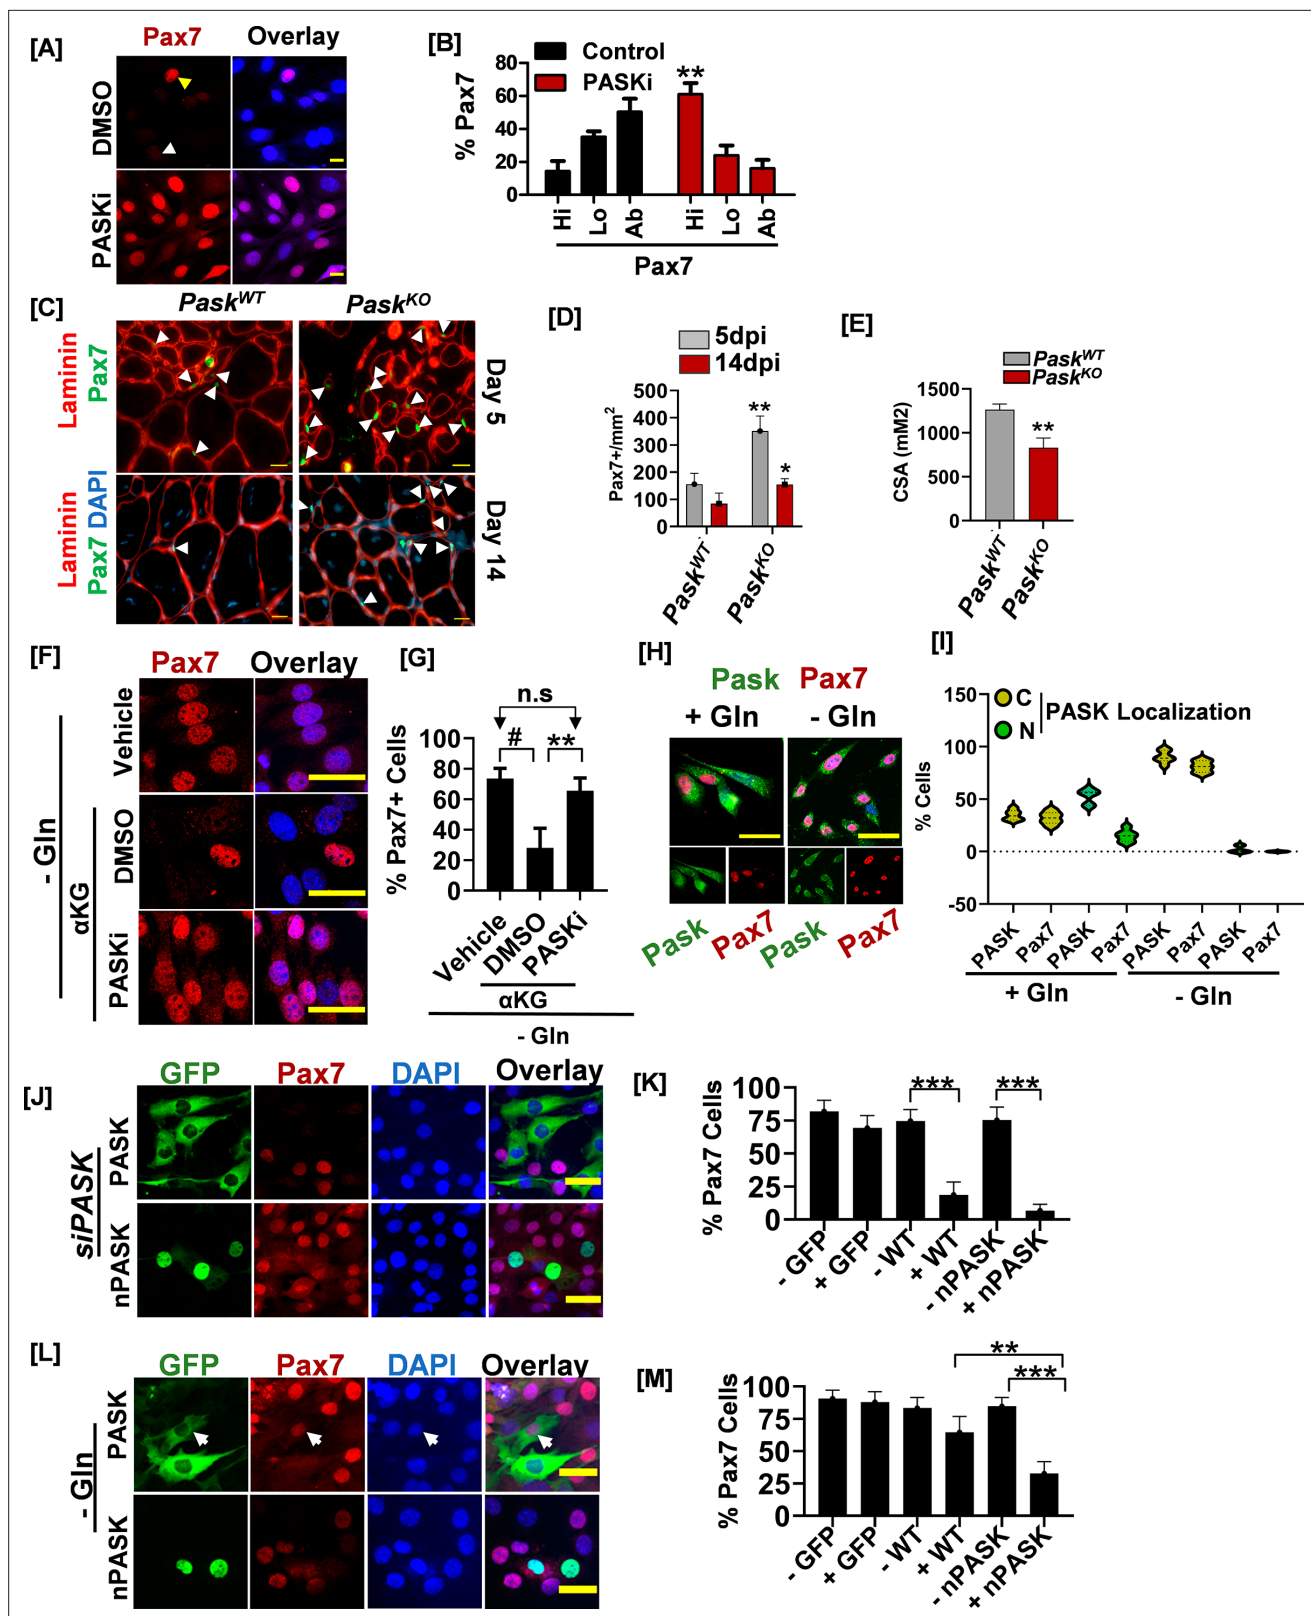 [A]
Pax7 Overlay
DMSO
PASKi
[B]
Control
PASKi
% Pax7
80
60
40
20
0
**
Hi Lo Ab Hi Lo Ab
Pax7
[C]
Pask^WT Pask^KO
Laminin
Pax7
Day 5
Laminin
Pax7 DAPI
Day 14
[D]
5dpi
14dpi
Pax7+/mm²
500
400
300
200
100
0
**
*
Pask^WT Pask^KO
[E]
Pask^WT
Pask^KO
CSA (mM2)
1500
1000
500
0
**
Pask^WT Pask^KO
[F]
Pax7 Overlay
- Gln
Vehicle
αKG
DMSO
PASKi
[G]
n.s
# **
% Pax7+ Cells
100
80
60
40
20
0
Vehicle DMSO PASKi
αKG
- Gln
[H]
Pask Pax7
+ Gln - Gln
Pask Pax7 Pask Pax7
[I]
C
N
PASK Localization
% Cells
150
100
50
0
-50
PASK Pax7 PASK Pax7 PASK Pax7 PASK Pax7
+ Gln - Gln
[J]
GFP Pax7 DAPI Overlay
siPASK
PASK
nPASK
[K]
*** ***
% Pax7 Cells
100
75
50
25
0
- GFP + GFP - WT + WT - nPASK + nPASK
[L]
GFP Pax7 DAPI Overlay
- Gln
PASK
nPASK
[M]
**
***
% Pax7 Cells
100
75
50
25
0
- GFP + GFP - WT + WT - nPASK + nPASK